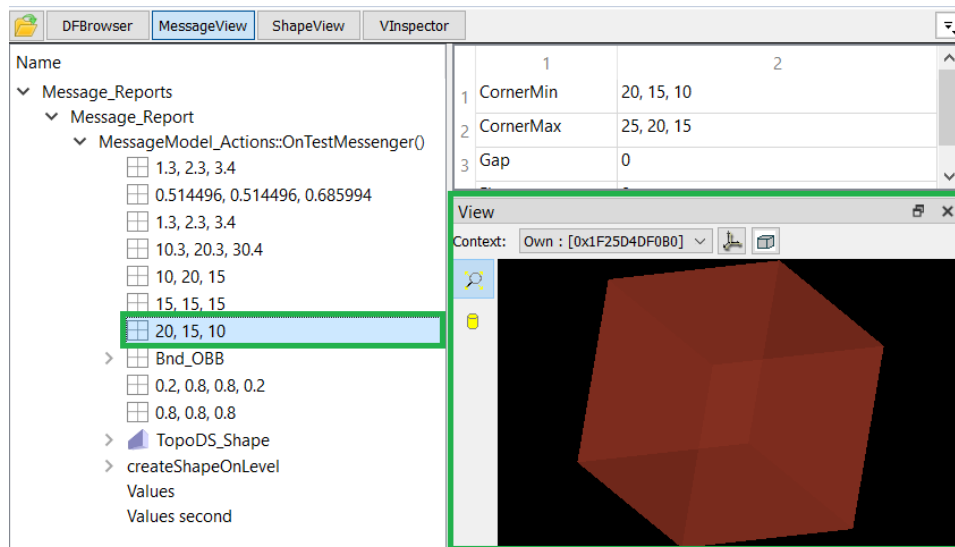 DFBrowser MessageView ShapeView VInspector
Name
Message_Reports
Message_Report
MessageModel_Actions::OnTestMessenger()
1.3, 2.3, 3.4
0.514496, 0.514496, 0.685994
1.3, 2.3, 3.4
10.3, 20.3, 30.4
10, 20, 15
15, 15, 15
20, 15, 10
Bnd_OBB
0.2, 0.8, 0.8, 0.2
0.8, 0.8, 0.8
TopoDS_Shape
createShapeOnLevel
Values
Values second
1 2
1 CornerMin 20, 15, 10
2 CornerMax 25, 20, 15
3 Gap 0
View
Context: Own : [0x1F25D4DF0B0]